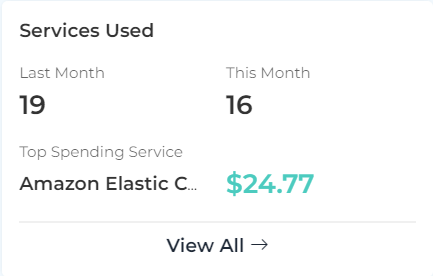 Services Used
Last Month This Month
19 16
Top Spending Service
Amazon Elastic C... $24.77
View All →